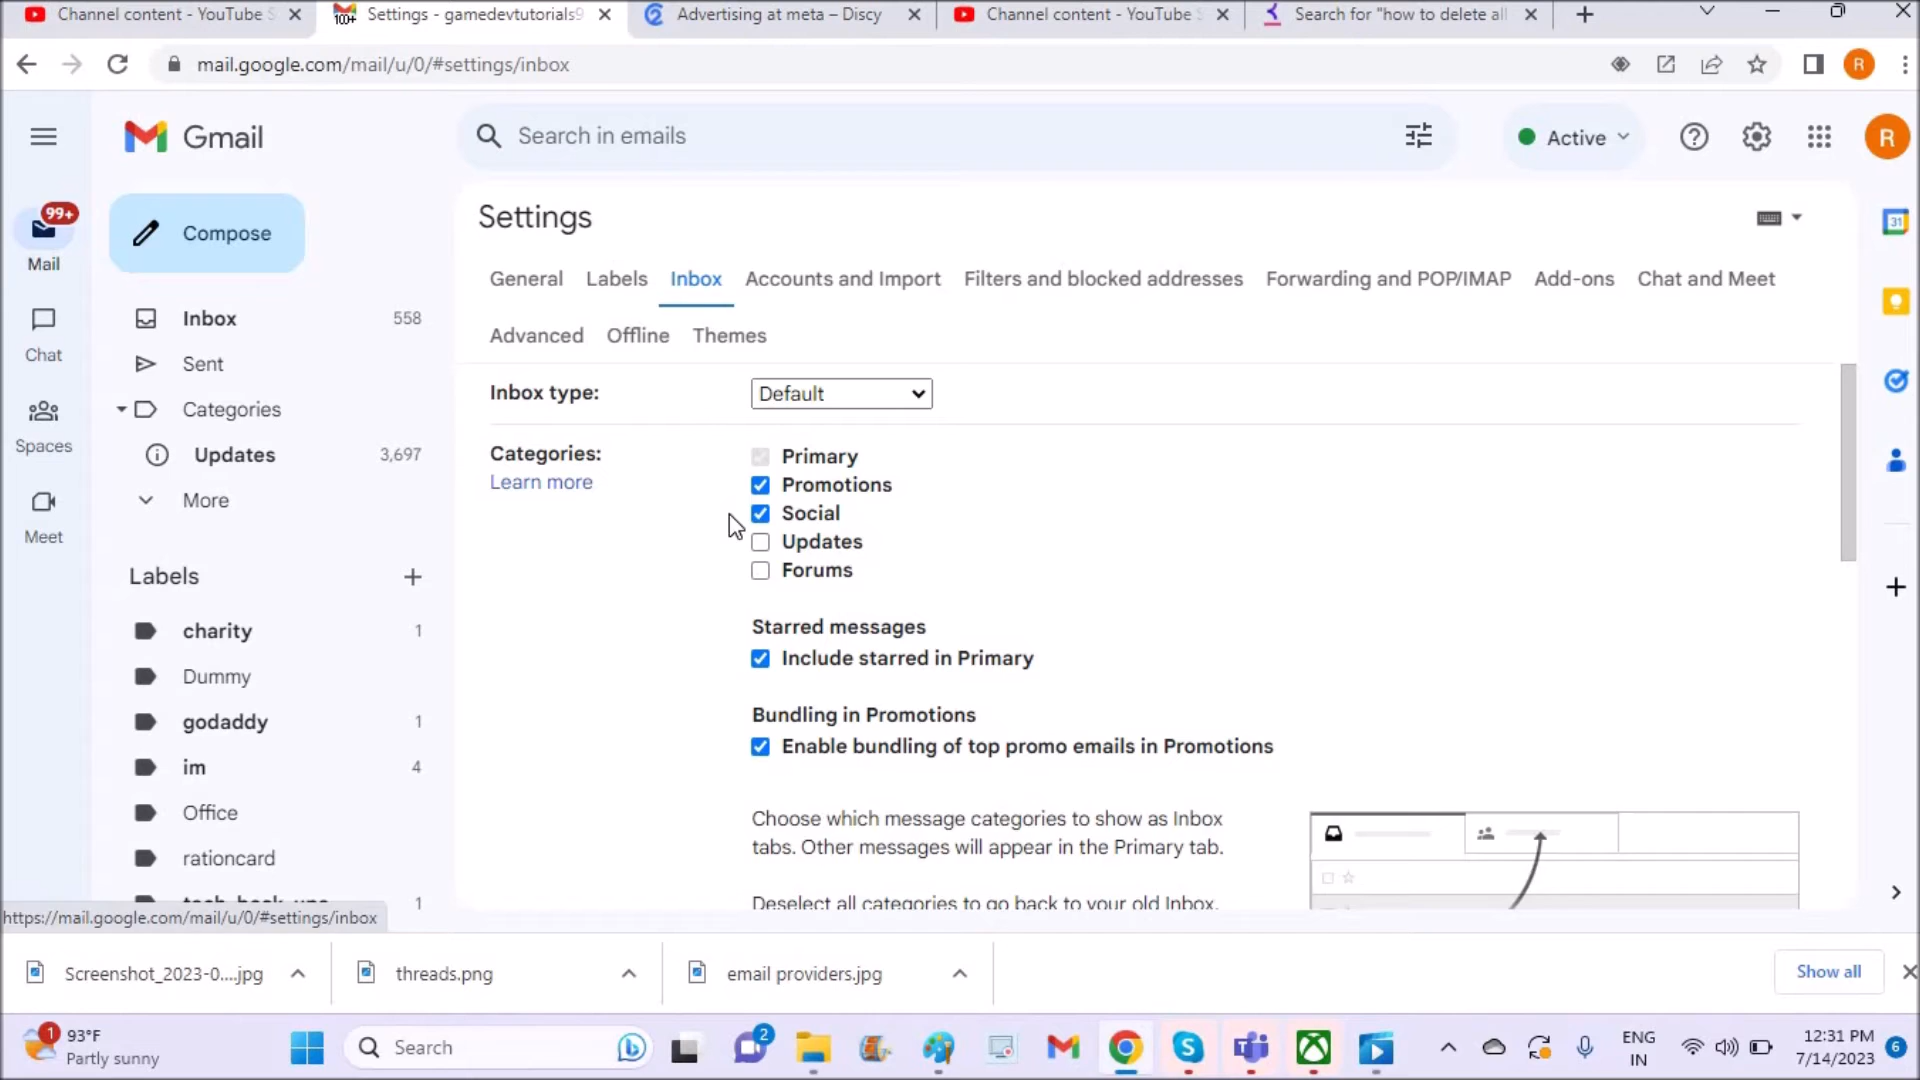 Channel content - YouTube S
Settings - gamedevtutorials9
Advertising at meta – Discy
Channel content - YouTube S
Search for "how to delete all
100+
mail.google.com/mail/u/0/#settings/inbox
R
Gmail
Search in emails
Active
R
Compose
99+
Mail
Chat
Spaces
Meet
Inbox 558
Sent
Categories
Updates 3,697
More
Labels
charity 1
Dummy
godaddy 1
im 4
Office
rationcard
1
https://mail.google.com/mail/u/0/#settings/inbox
Settings
General Labels Inbox Accounts and Import Filters and blocked addresses Forwarding and POP/IMAP Add-ons Chat and Meet
Advanced Offline Themes
Inbox type: Default
Categories:
Learn more
Primary
Promotions
Social
Updates
Forums
Starred messages
Include starred in Primary
Bundling in Promotions
Enable bundling of top promo emails in Promotions
Choose which message categories to show as Inbox
tabs. Other messages will appear in the Primary tab.
Deselect all categories to go back to your old Inbox.
31
Screenshot_2023-0....jpg
threads.png
email providers.jpg
Show all
1
93°F
Partly sunny
Search
2
ENG
IN
12:31 PM
7/14/2023
6